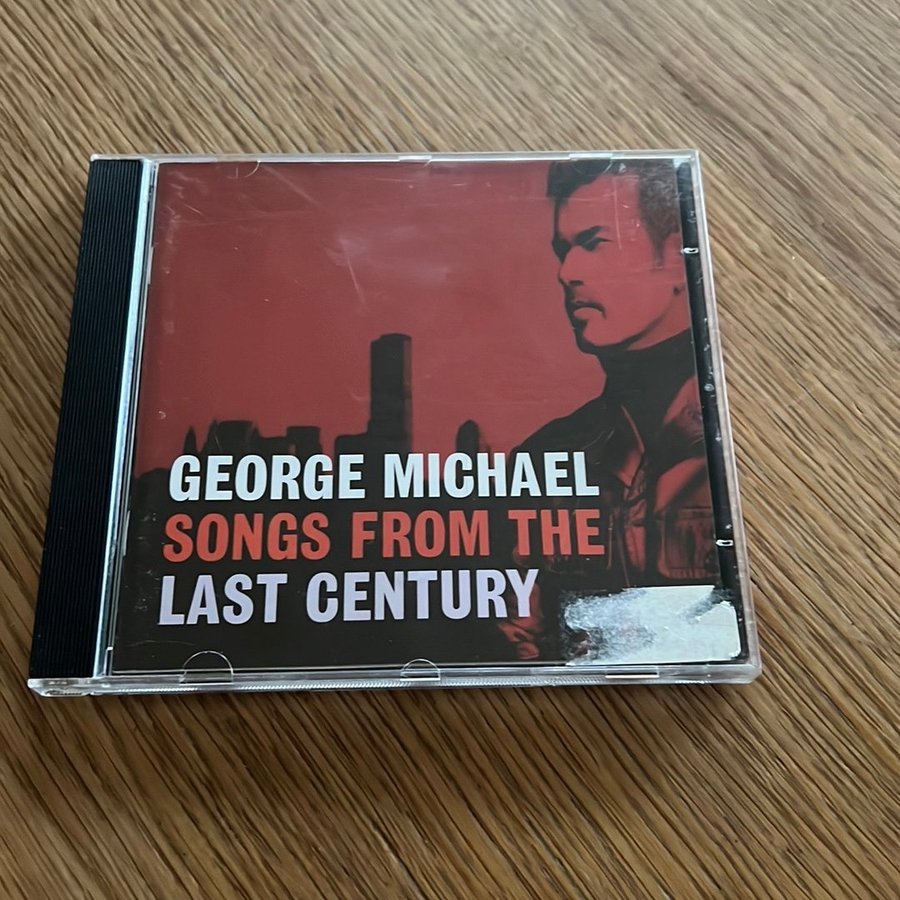 GEORGE MICHAEL
SONGS FROM THE
LAST CENTURY